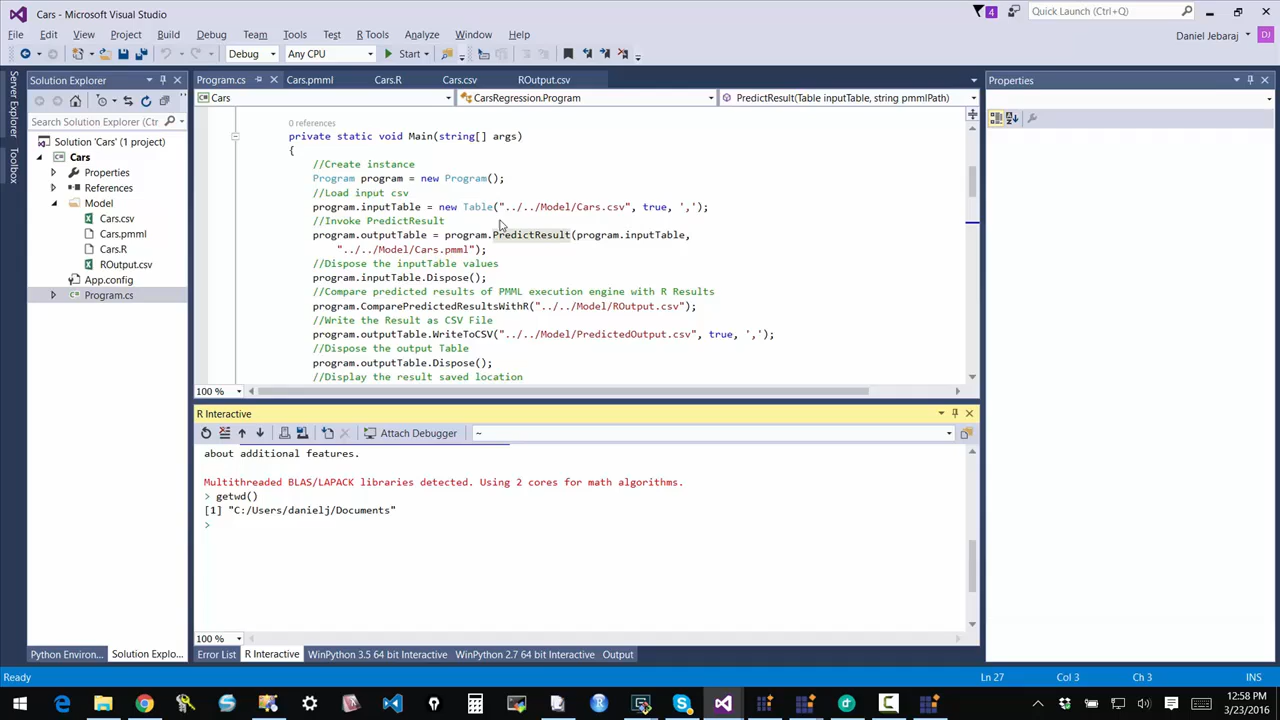 Cars - Microsoft Visual Studio
4
Quick Launch (Ctrl+Q)
File Edit View Project Build Debug Team Tools Test R Tools Analyze Window Help
Daniel Jebaraj
DJ
Debug Any CPU Start
Server Explorer
Toolbox
Solution Explorer
Search Solution Explorer (Ctr
Solution 'Cars' (1 project)
Cars
Properties
References
Model
Cars.csv
Cars.pmml
Cars.R
ROutput.csv
App.config
Program.cs
Python Environ... Solution Explo...
Program.cs Cars.pmml Cars.R Cars.csv ROutput.csv
Cars CarsRegression.Program PredictResult(Table inputTable, string pmmlPath)
0 references
private static void Main(string[] args)
{
//Create instance
Program program = new Program();
//Load input csv
program.inputTable = new Table("../../Model/Cars.csv", true, ',');
//Invoke PredictResult
program.outputTable = program.PredictResult(program.inputTable,
"../../Model/Cars.pmml");
//Dispose the inputTable values
program.inputTable.Dispose();
//Compare predicted results of PMML execution engine with R Results
program.ComparePredictedResultsWithR("../../Model/ROutput.csv");
//Write the Result as CSV File
program.outputTable.WriteToCSV("../../Model/PredictedOutput.csv", true, ',');
//Dispose the output Table
program.outputTable.Dispose();
//Display the result saved location
100 %
R Interactive
Attach Debugger ~
about additional features.
Multithreaded BLAS/LAPACK libraries detected. Using 2 cores for math algorithms.
> getwd()
[1] "C:/Users/danielj/Documents"
>
100 %
Error List R Interactive WinPython 3.5 64 bit Interactive WinPython 2.7 64 bit Interactive Output
Properties
Ready Ln 27 Col 3 Ch 3 INS
12:58 PM
3/23/2016